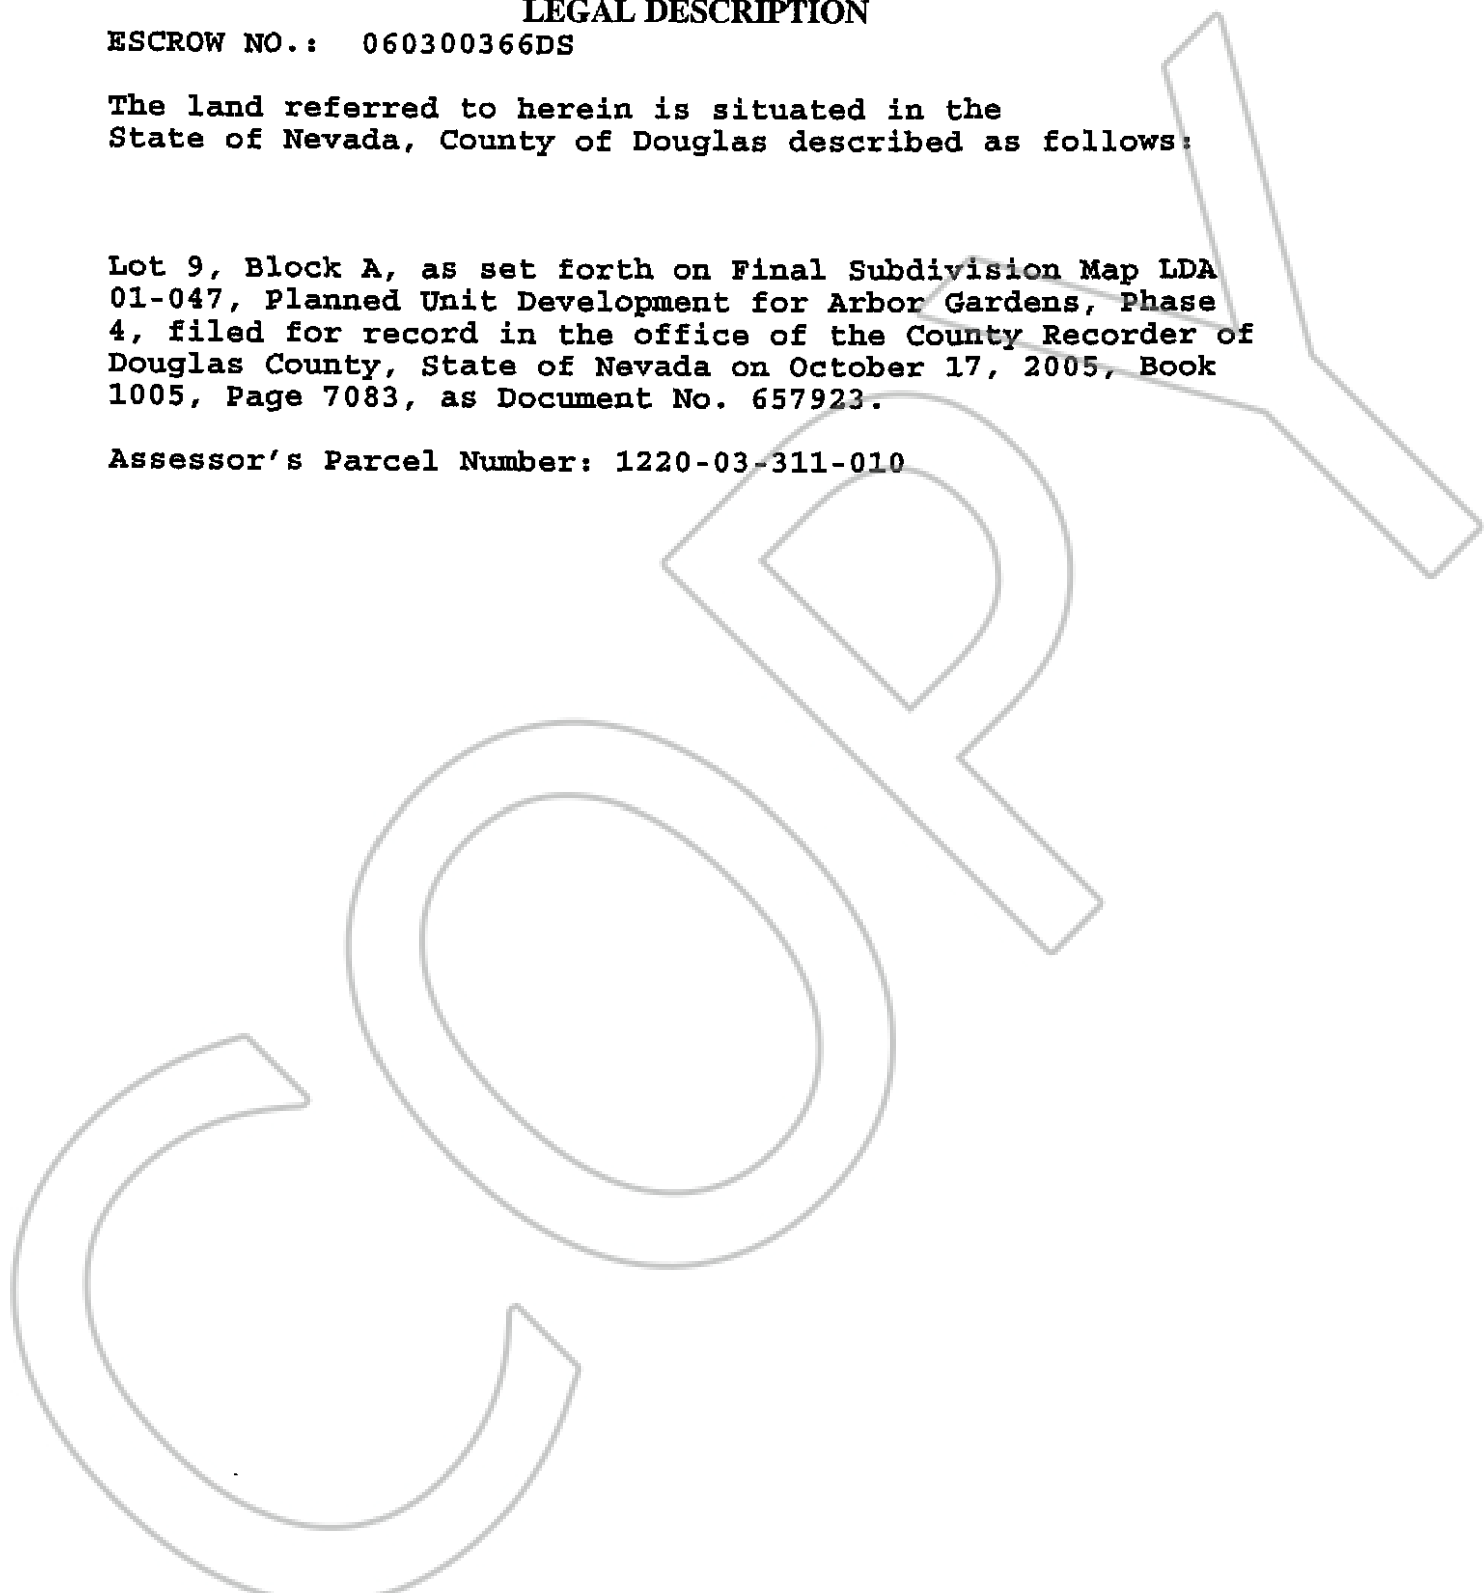 LEGAL DESCRIPTION
ESCROW NO.: 060300366DS
The land referred to herein is situated in the
State of Nevada, County of Douglas described as follows:
Lot 9, Block A, as set forth on Final Subdivision Map LDA
01-047, Planned Unit Development for Arbor Gardens, Phase
4, filed for record in the office of the County Recorder of
Douglas County, State of Nevada on October 17, 2005, Book
1005, Page 7083, as Document No. 657923.
Assessor's Parcel Number: 1220-03-311-010
COPY